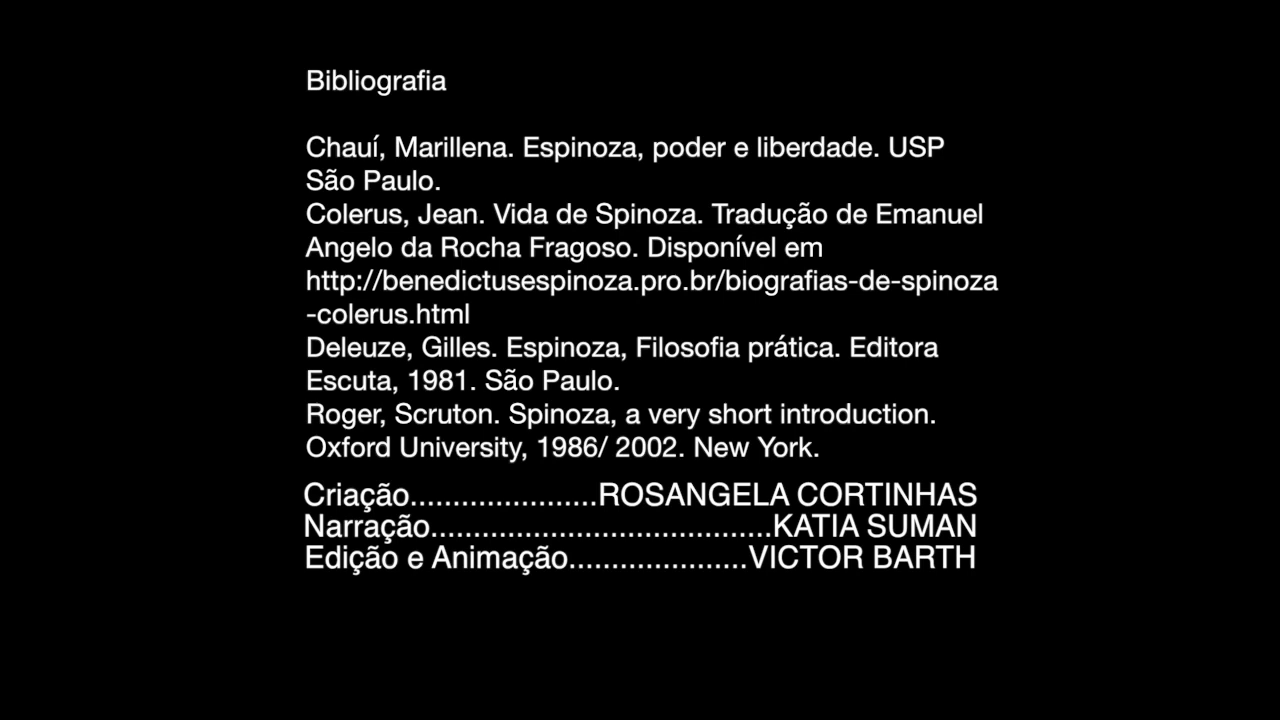 Bibliografia
Chauí, Marillena. Espinoza, poder e liberdade. USP
São Paulo.
Colerus, Jean. Vida de Spinoza. Tradução de Emanuel
Angelo da Rocha Fragoso. Disponível em
http://benedictusespinoza.pro.br/biografias-de-spinoza
-colerus.html
Deleuze, Gilles. Espinoza, Filosofia prática. Editora
Escuta, 1981. São Paulo.
Roger, Scruton. Spinoza, a very short introduction.
Oxford University, 1986/ 2002. New York.
Criação......................ROSANGELA CORTINHAS
Narração........................................KATIA SUMAN
Edição e Animação.....................VICTOR BARTH